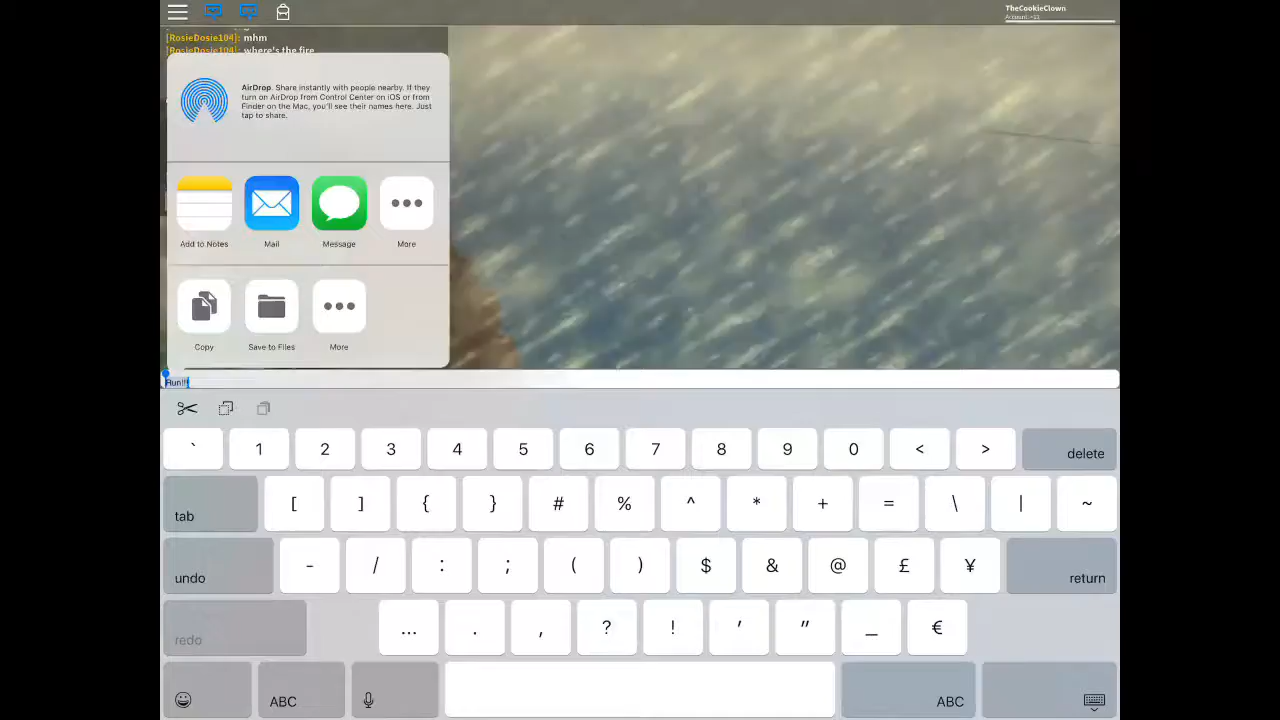 TheCookieClown
Account: <13
[RosieDosie104]: mhm
[RosieDosie104]: where's the fire
AirDrop. Share instantly with people nearby. If they
turn on AirDrop from Control Center on iOS or from
Finder on the Mac, you'll see their names here. Just
tap to share.
Add to Notes
Mail
Message
More
Copy
Save to Files
More
Run!!!
` 1 2 3 4 5 6 7 8 9 0 < > delete
tab [ ] { } # % ^ * + = \ | ~
undo - / : ; ( ) $ & @ £ ¥ return
redo … . , ? ! ' " _ €
ABC ABC